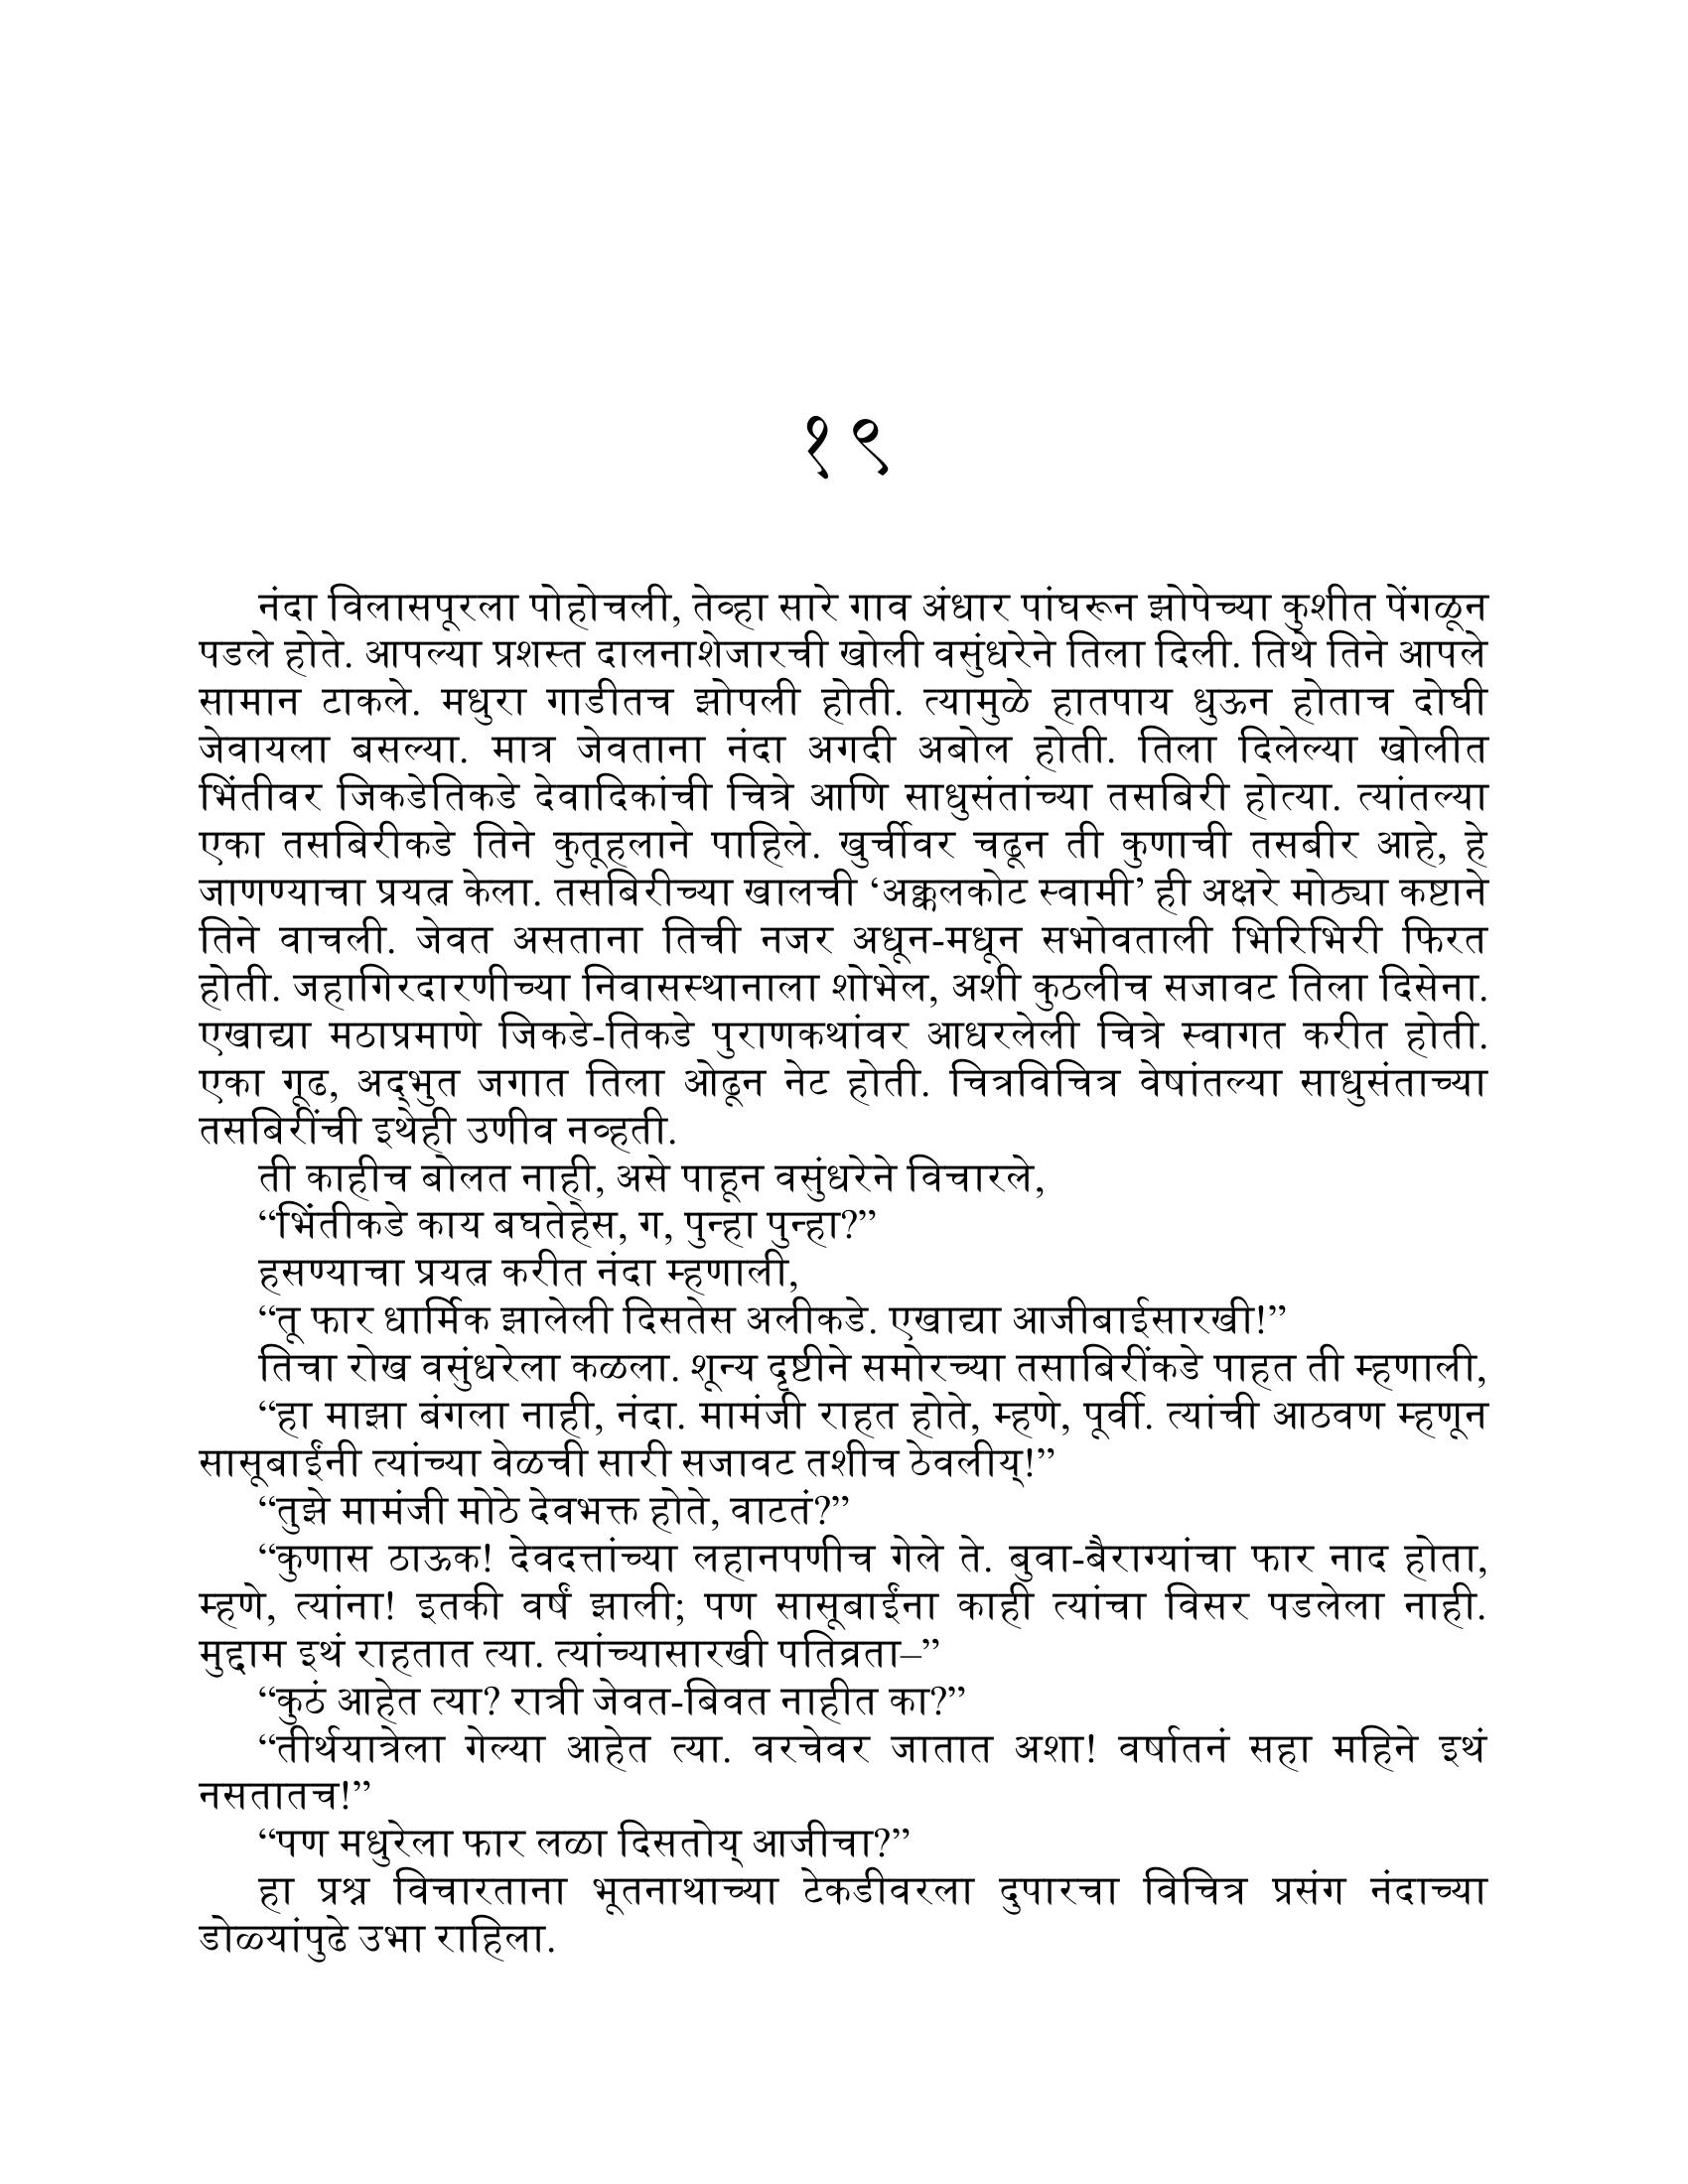 १९
नंदा विलासपूरला पोहोचली, तेव्हा सारे गाव अंधार पांघरून झोपेच्या कुशीत पेंगळून
पडले होते. आपल्या प्रशस्त दालनाशेजारची खोली वसुंधरेने तिला दिली. तिथे तिने आपले
सामान टाकले. मधुरा गाडीतच झोपली होती. त्यामुळे हातपाय धुऊन होताच दोघी
जेवायला बसल्या. मात्र जेवताना नंदा अगदी अबोल होती. तिला दिलेल्या खोलीत
भिंतीवर जिकडेतिकडे देवादिकांची चित्रे आणि साधुसंतांच्या तसबिरी होत्या. त्यांतल्या
एका तसबिरीकडे तिने कुतूहलाने पाहिले. खुर्चीवर चढून ती कुणाची तसबीर आहे, हे
जाणण्याचा प्रयत्न केला. तसबिरीच्या खालची ‘अक्कलकोट स्वामी’ ही अक्षरे मोठ्या कष्टाने
तिने वाचली. जेवत असताना तिची नजर अधून-मधून सभोवताली भिरिभिरी फिरत
होती. जहागिरदारणीच्या निवासस्थानाला शोभेल, अशी कुठलीच सजावट तिला दिसेना.
एखाद्या मठाप्रमाणे जिकडे-तिकडे पुराणकथांवर आधरलेली चित्रे स्वागत करीत होती.
एका गूढ, अद्‌भुत जगात तिला ओढून नेट होती. चित्रविचित्र वेषांतल्या साधुसंताच्या
तसबिरींची इथेही उणीव नव्हती.
ती काहीच बोलत नाही, असे पाहून वसुंधरेने विचारले,
“भिंतीकडे काय बघतेहेस, ग, पुन्हा पुन्हा?”
हसण्याचा प्रयत्न करीत नंदा म्हणाली,
“तू फार धार्मिक झालेली दिसतेस अलीकडे. एखाद्या आजीबाईसारखी!”
तिचा रोख वसुंधरेला कळला. शून्य दृष्टीने समोरच्या तसाबिरींकडे पाहत ती म्हणाली,
“हा माझा बंगला नाही, नंदा. मामंजी राहत होते, म्हणे, पूर्वी. त्यांची आठवण म्हणून
सासूबाईंनी त्यांच्या वेळची सारी सजावट तशीच ठेवलीय्!”
“तुझे मामंजी मोठे देवभक्त होते, वाटतं?”
“कुणास ठाऊक! देवदत्तांच्या लहानपणीच गेले ते. बुवा-बैराग्यांचा फार नाद होता,
म्हणे, त्यांना! इतकी वर्षं झाली; पण सासूबाईंना काही त्यांचा विसर पडलेला नाही.
मुद्दाम इथं राहतात त्या. त्यांच्यासारखी पतिव्रता–”
“कुठं आहेत त्या? रात्री जेवत-बिवत नाहीत का?”
“तीर्थयात्रेला गेल्या आहेत त्या. वरचेवर जातात अशा! वर्षातनं सहा महिने इथं
नसतातच!”
“पण मधुरेला फार लळा दिसतोय् आजीचा?”
हा प्रश्न विचारताना भूतनाथाच्या टेकडीवरला दुपारचा विचित्र प्रसंग नंदाच्या
डोळ्यांपुढे उभा राहिला.